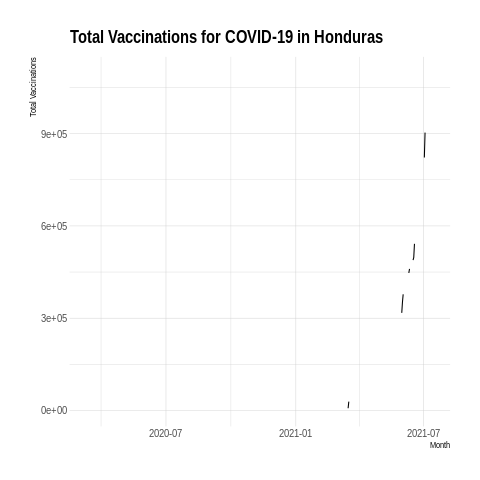 Total Vaccinations for COVID-19 in Honduras
Total Vaccinations
9e+05
6e+05
3e+05
0e+00
2020-07
2021-01
2021-07
Month